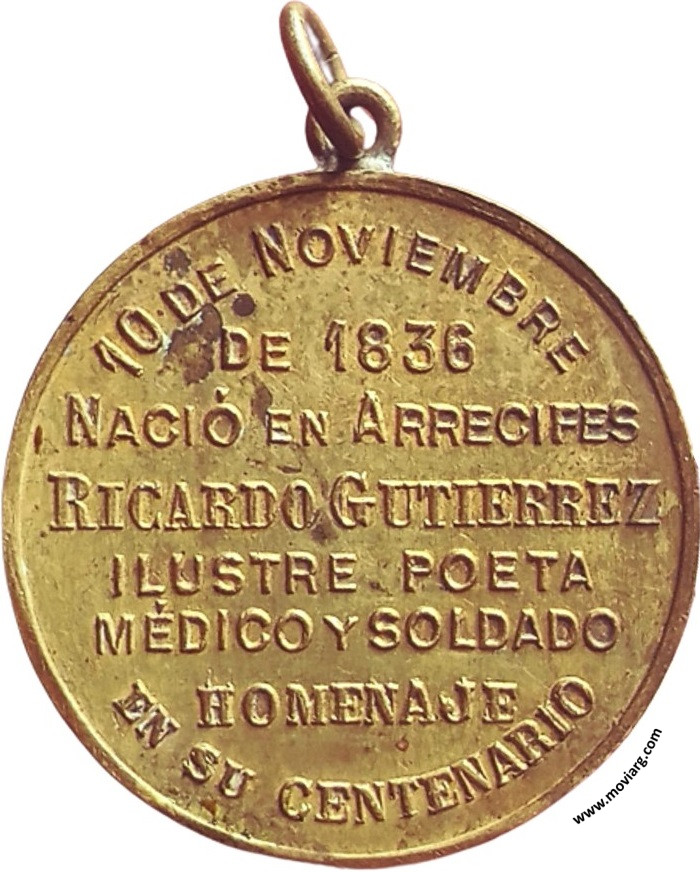 10 DE NOVIEMBRE
DE 1836
NACIÓ EN ARRECIFES
RICARDO GUTIERREZ
ILUSTRE POETA
MÉDICO Y SOLDADO
HOMENAJE
EN SU CENTENARIO
www.moviarg.com